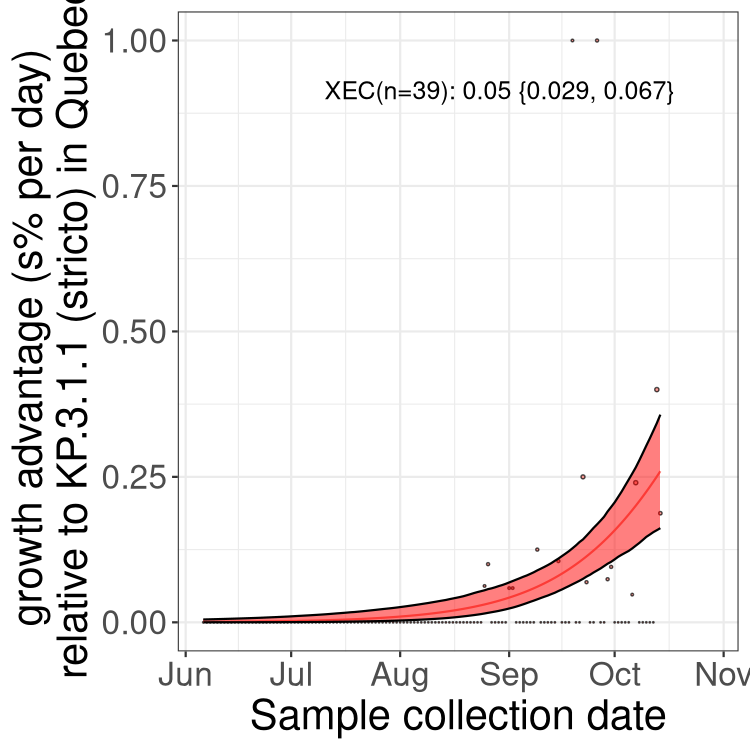 growth advantage (s% per day)
relative to KP.3.1.1 (stricto) in Quebec
1.00
0.75
0.50
0.25
0.00
XEC(n=39): 0.05 {0.029, 0.067}
Jun Jul Aug Sep Oct Nov
Sample collection date